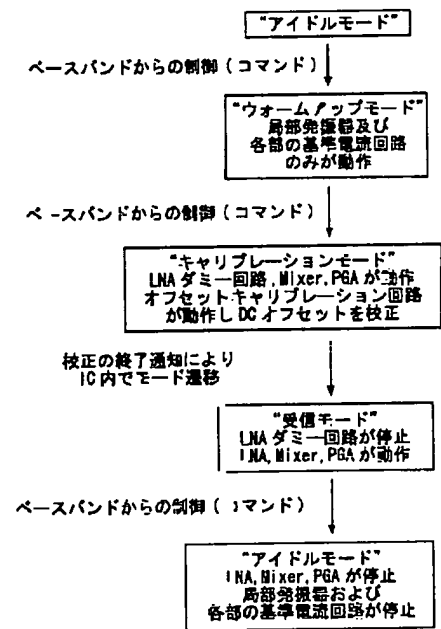 “アイドルモード”
ベースバンドからの制御（コマンド）
“ウォームアップモード”
局部発振器及び
各部の基準電流回路
のみが動作
ベースバンドからの制御（コマンド）
“キャリブレーションモード”
LNAダミー回路,Mixer,PGAが動作
オフセットキャリブレーション回路
が動作しDCオフセットを校正
校正の終了通知により
IC内でモード遷移
“受信モード”
LNAダミー回路が停止
LNA,Mixer,PGAが動作
ベースバンドからの制御（コマンド）
“アイドルモード”
LNA,Mixer,PGAが停止
局部発振器および
各部の基準電流回路が停止